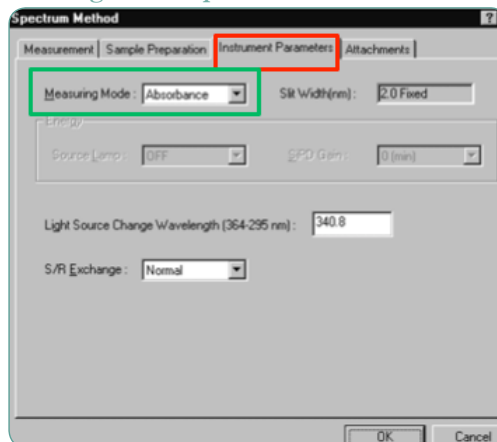 Spectrum Method ?
Measurement Sample Preparation Instrument Parameters Attachments
Measuring Mode : Absorbance Slit Width(nm) : 2.0 Fixed
Energy
Source Lamp : OFF SPD Gain : 0 (min)
Light Source Change Wavelength (364-295 nm) : 340.8
S/R Exchange : Normal
OK Cancel